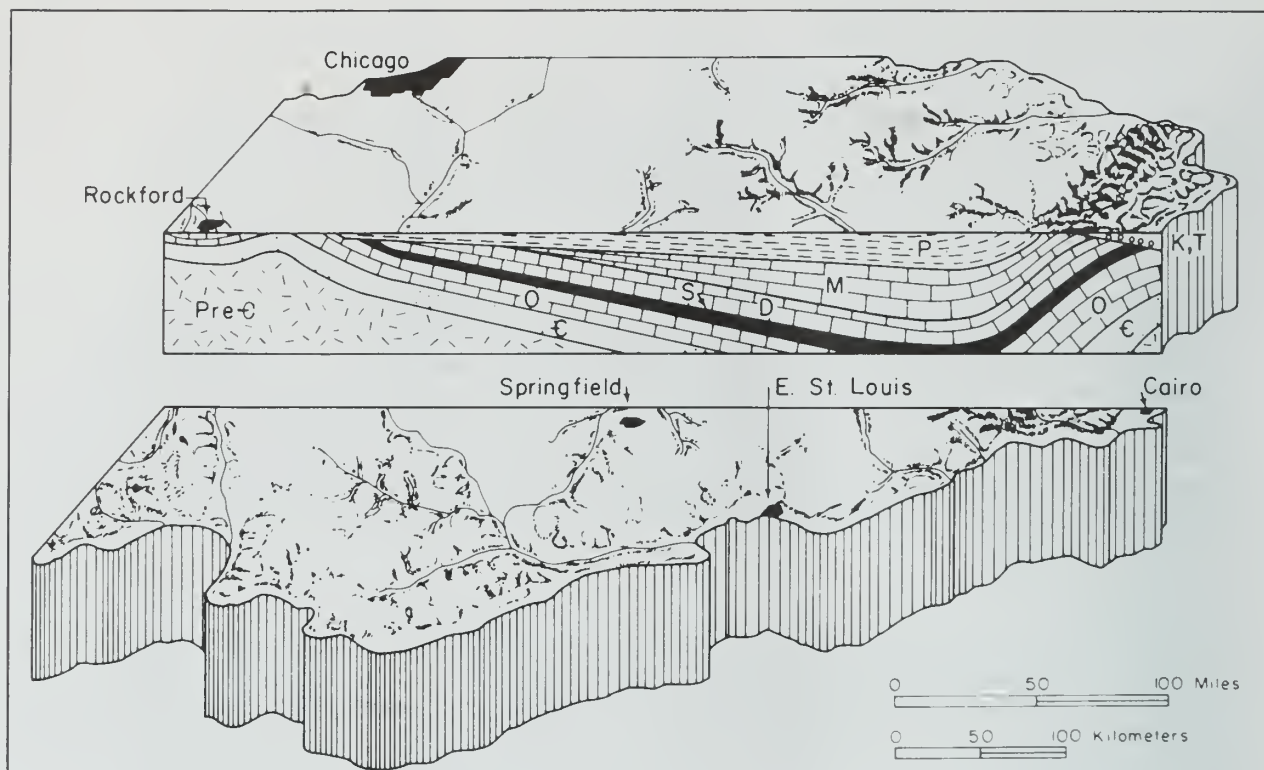 Chicago
Rockford
P
K,T
M
S
D
O
O
Pre-Є
Є
Є
Springfield
E. St. Louis
Cairo
0 50 100 Miles
0 50 100 Kilometers